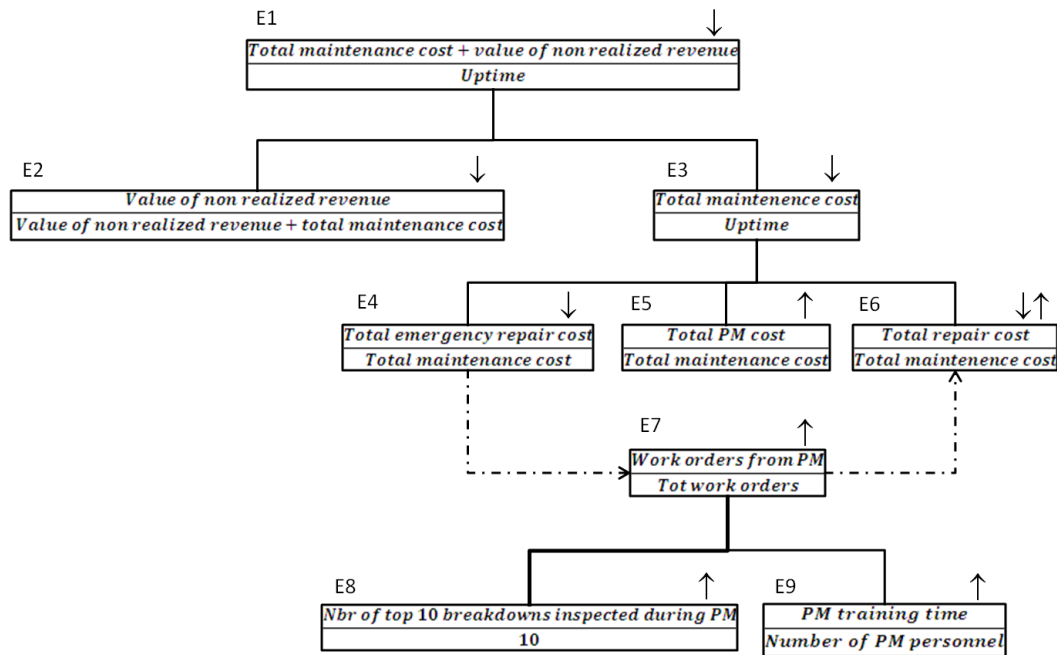 E1
↓
Total maintenance cost + value of non realized revenue
Uptime
E2
↓
Value of non realized revenue
Value of non realized revenue + total maintenance cost
E3
↓
Total maintenence cost
Uptime
E4
↓
Total emergency repair cost
Total maintenance cost
E5
↑
Total PM cost
Total maintenance cost
E6
↓↑
Total repair cost
Total maintenence cost
E7
↑
Work orders from PM
Tot work orders
E8
↑
Nbr of top 10 breakdowns inspected during PM
10
E9
↑
PM training time
Number of PM personnel